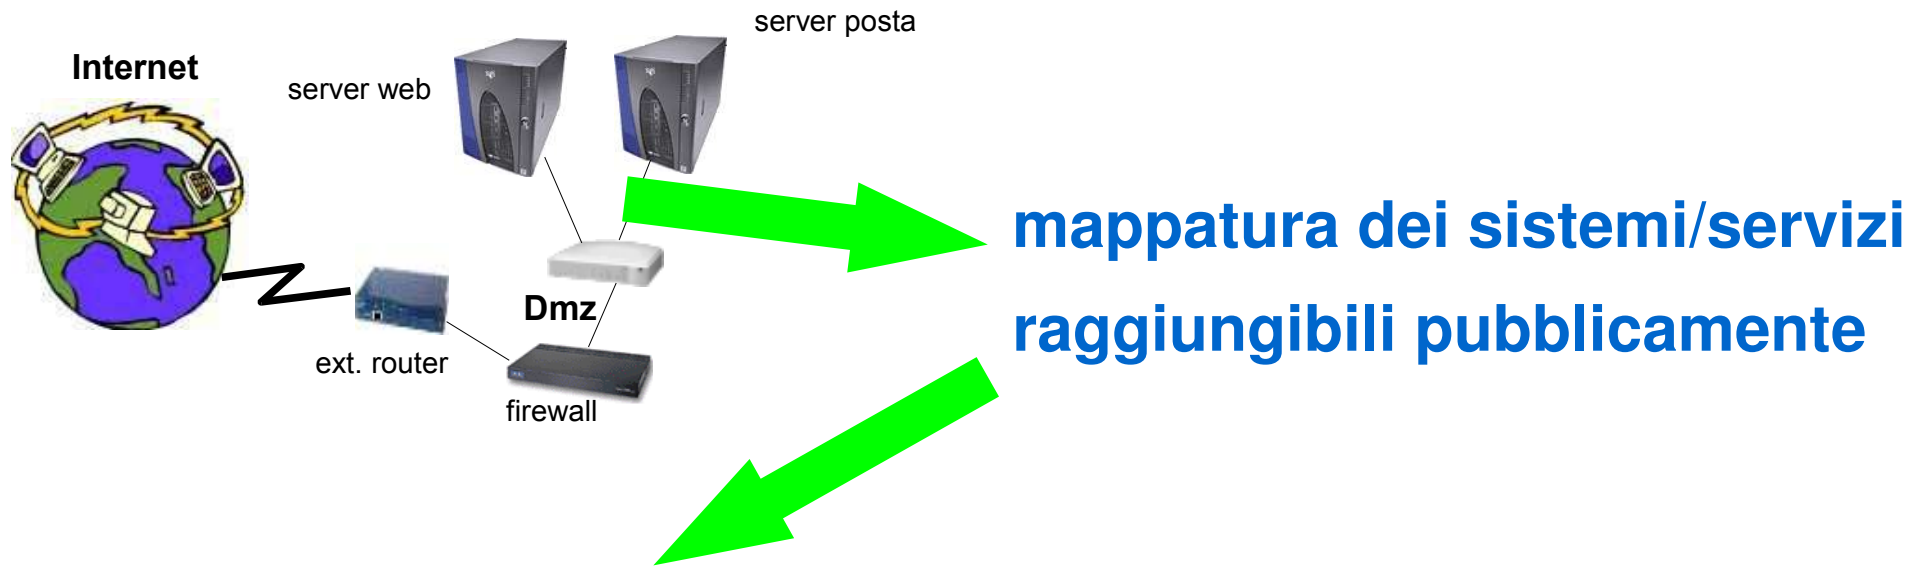 server posta
Internet
server web
mappatura dei sistemi/servizi
Dmz
raggiungibili pubblicamente
ext. router
firewall